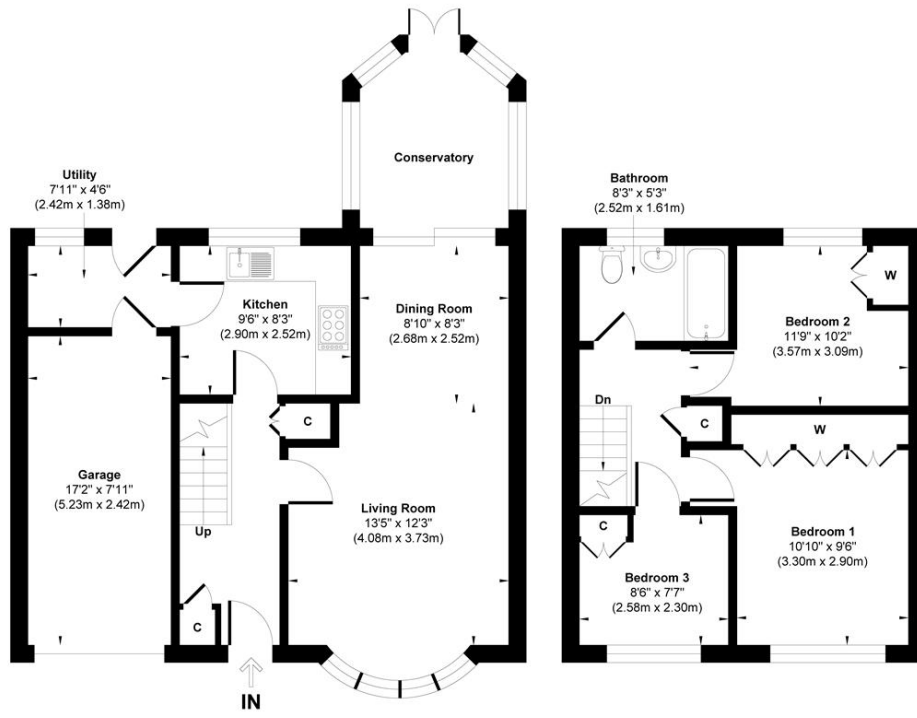 Conservatory
Utility
7'11" x 4'6"
(2.42m x 1.38m)
Kitchen
9'6" x 8'3"
(2.90m x 2.52m)
Dining Room
8'10" x 8'3"
(2.68m x 2.52m)
C
Garage
17'2" x 7'11"
(5.23m x 2.42m)
Up
Living Room
13'5" x 12'3"
(4.08m x 3.73m)
C
IN
Bathroom
8'3" x 5'3"
(2.52m x 1.61m)
W
Bedroom 2
11'9" x 10'2"
(3.57m x 3.09m)
Dn
C
W
C
Bedroom 1
10'10" x 9'6"
(3.30m x 2.90m)
Bedroom 3
8'6" x 7'7"
(2.58m x 2.30m)